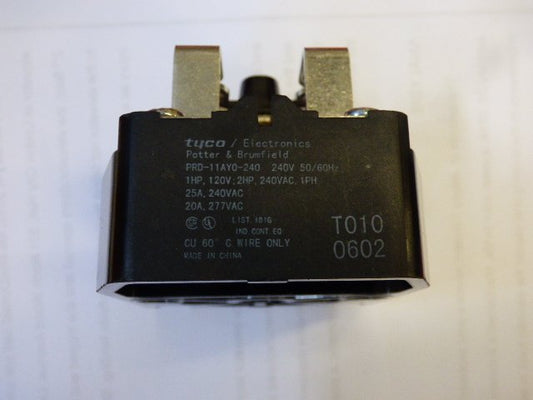 tyco / Electronics
Potter & Brumfield
PRD-11AY0-240 240V 50/60Hz
1HP, 120V; 2HP, 240VAC, 1PH
25A, 240VAC
20A, 277VAC
LIST. 1816
IND. CONT. EQ
CU 60° C WIRE ONLY
MADE IN CHINA
T010
0602